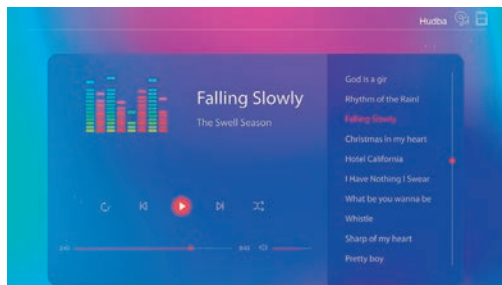 Hudba
Falling Slowly
The Swell Season
God is a gir
Rhythm of the Rainl
Falling Slowly
Christmas in my heart
Hotel California
I Have Nothing I Swear
What be you wanna be
Whistle
Sharp of my heart
Pretty boy